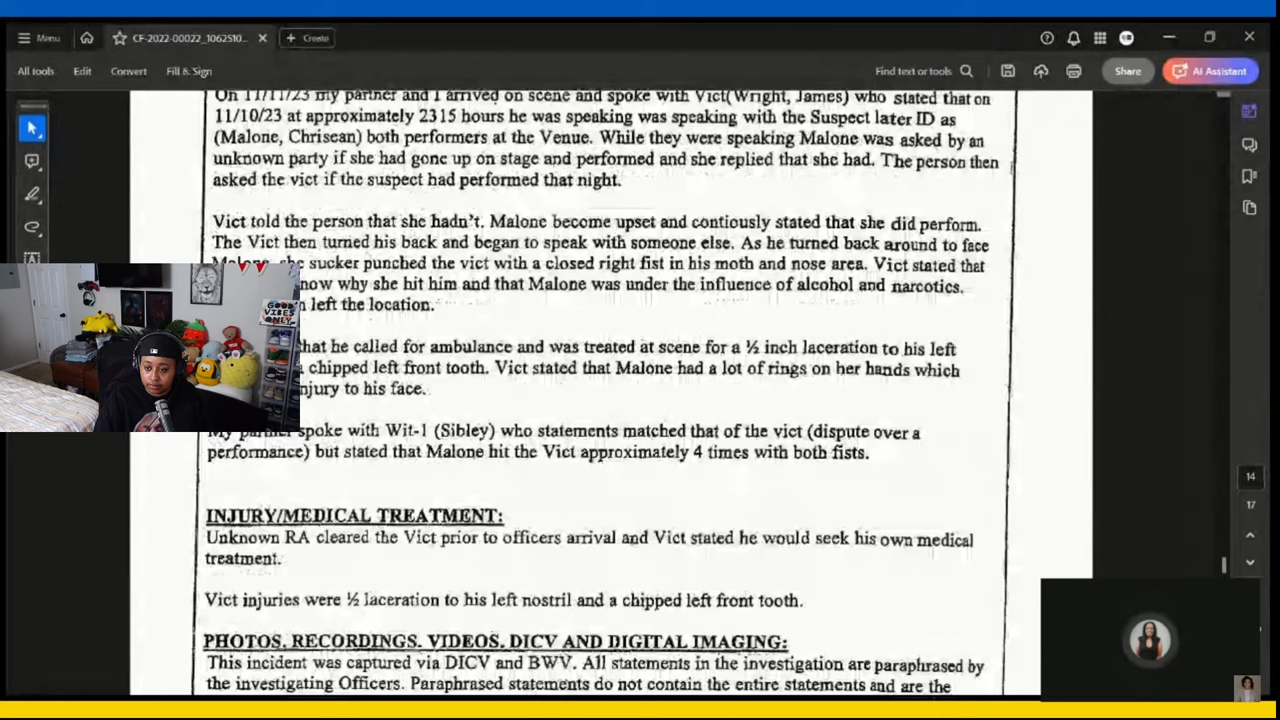 Menu
CF-2022-00022_1062510...
Create
All tools
Edit
Convert
Fill & Sign
Find text or tools
Share
AI Assistant
On 11/11/23 my partner and I arrived on scene and spoke with Vict(Wright, James) who stated that on
11/10/23 at approximately 2315 hours he was speaking was speaking with the Suspect later ID as
(Malone, Chrisean) both performers at the Venue. While they were speaking Malone was asked by an
unknown party if she had gone up on stage and performed and she replied that she had. The person then
asked the vict if the suspect had performed that night.
Vict told the person that she hadn't. Malone become upset and contiously stated that she did perform.
The Vict then turned his back and began to speak with someone else. As he turned back around to face
Malone, she sucker punched the vict with a closed right fist in his moth and nose area. Vict stated that
now why she hit him and that Malone was under the influence of alcohol and narcotics.
left the location.
hat he called for ambulance and was treated at scene for a ½ inch laceration to his left
chipped left front tooth. Vict stated that Malone had a lot of rings on her hands which
njury to his face.
My partner spoke with Wit-1 (Sibley) who statements matched that of the vict (dispute over a
performance) but stated that Malone hit the Vict approximately 4 times with both fists.
INJURY/MEDICAL TREATMENT:
Unknown RA cleared the Vict prior to officers arrival and Vict stated he would seek his own medical
treatment.
Vict injuries were ½ laceration to his left nostril and a chipped left front tooth.
PHOTOS, RECORDINGS, VIDEOS, DICV AND DIGITAL IMAGING:
This incident was captured via DICV and BWV. All statements in the investigation are paraphrased by
the investigating Officers. Paraphrased statements do not contain the entire statements and are the
14
17
GOOD
VIBES
ONLY